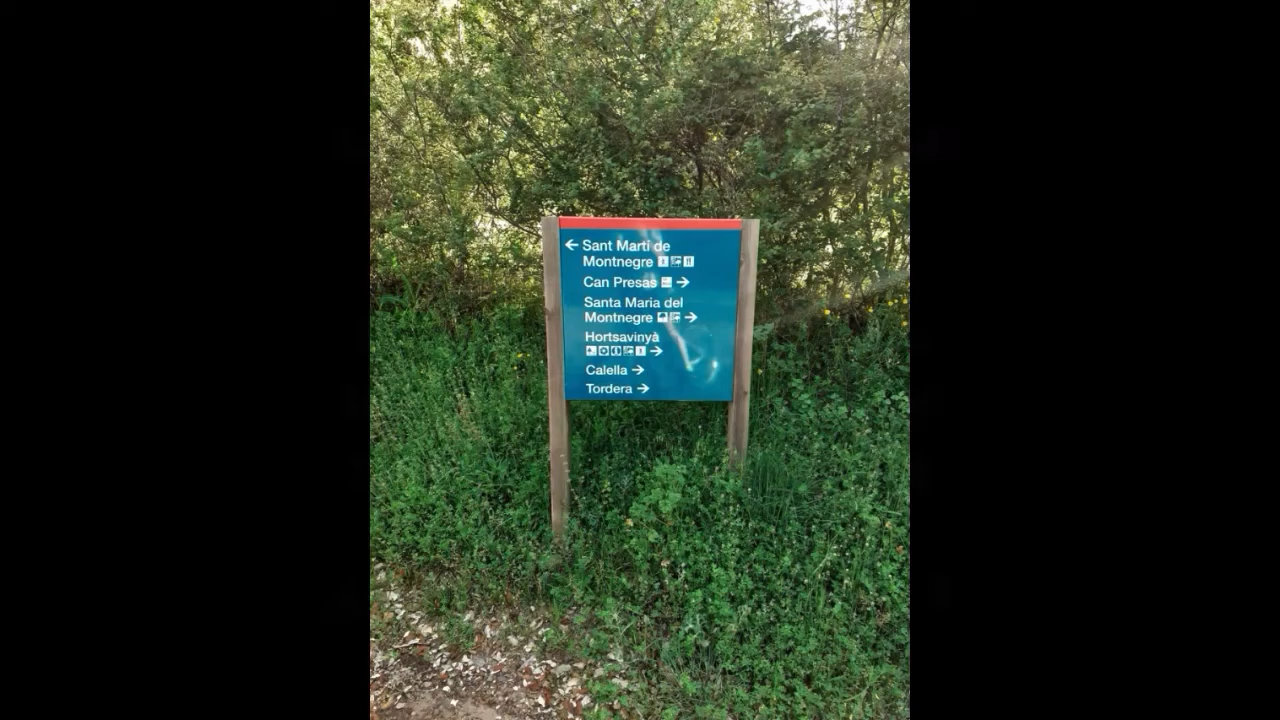 ← Sant Martí de
Montnegre
Can Presas →
Santa Maria del
Montnegre →
Hortsavinyà
→
Calella →
Tordera →